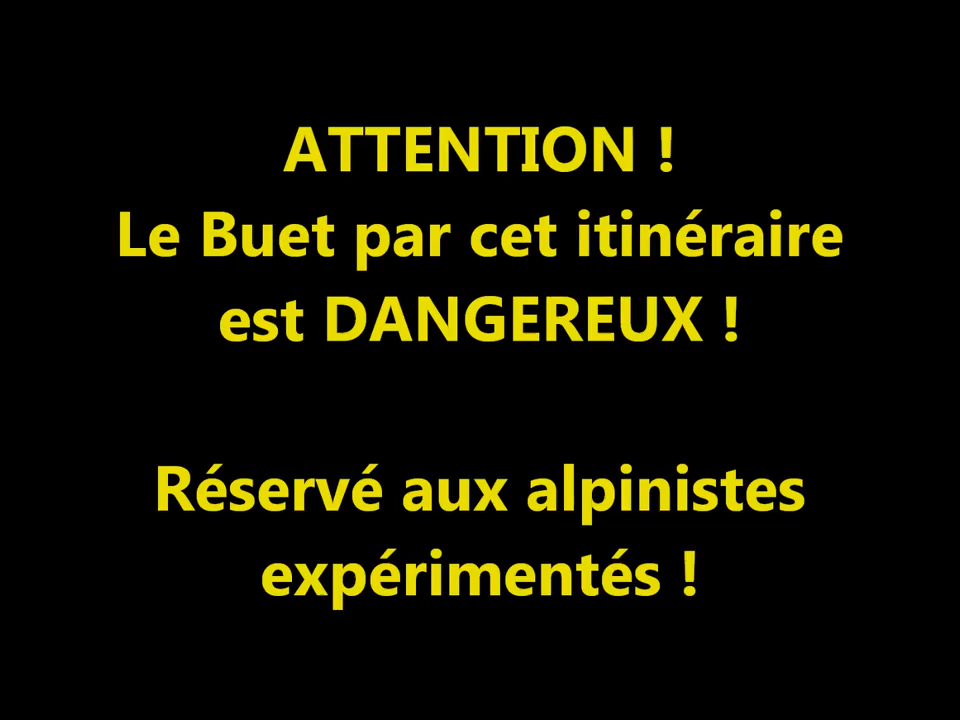 ATTENTION !
Le Buet par cet itinéraire
est DANGEREUX !
Réservé aux alpinistes
expérimentés !